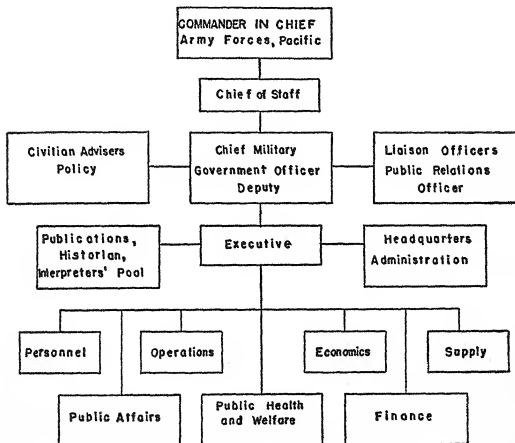 COMMANDER IN CHIEF
Army Forces, Pacific
Chief of Staff
Civilian Advisers
Policy
Chief Military
Government Officer
Deputy
Liaison Officers
Public Relations
Officer
Publications,
Historian,
Interpreters' Pool
Executive
Headquarters
Administration
Personnel
Operations
Economics
Supply
Public Affairs
Public Health
and Welfare
Finance